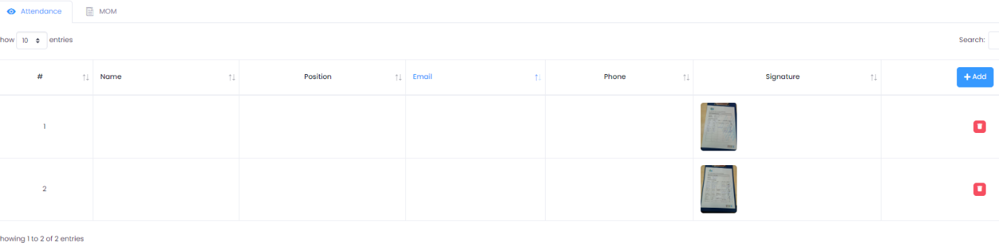 Attendance MOM
how 10 entries Search:
# Name Position Email Phone Signature + Add
1
2
howing 1 to 2 of 2 entries